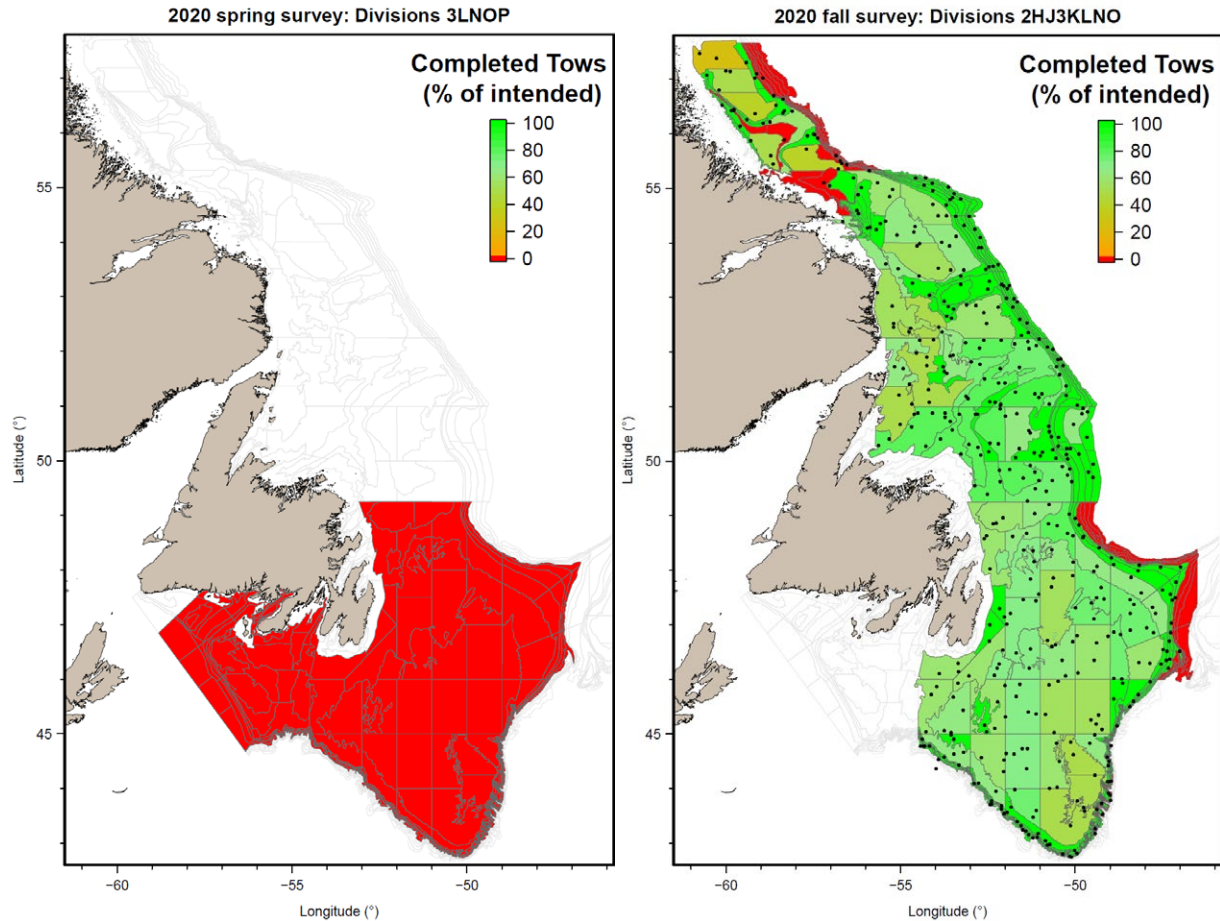 2020 spring survey: Divisions 3LNOP
Completed Tows
(% of intended)
100
80
60
40
20
0
55
50
45
Latitude (°)
−60
−55
−50
Longitude (°)
2020 fall survey: Divisions 2HJ3KLNO
Completed Tows
(% of intended)
100
80
60
40
20
0
55
50
45
Latitude (°)
−60
−55
−50
Longitude (°)